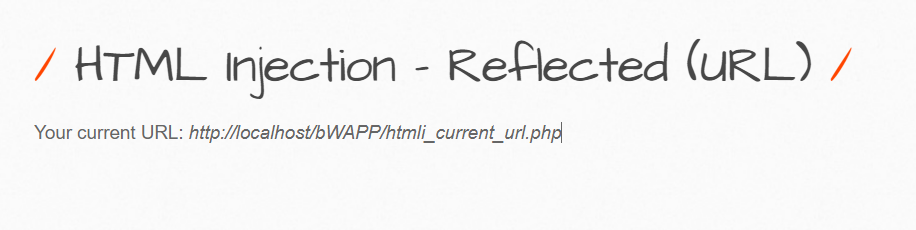 / HTML Injection - Reflected (URL) /
Your current URL: http://localhost/bWAPP/htmli_current_url.php